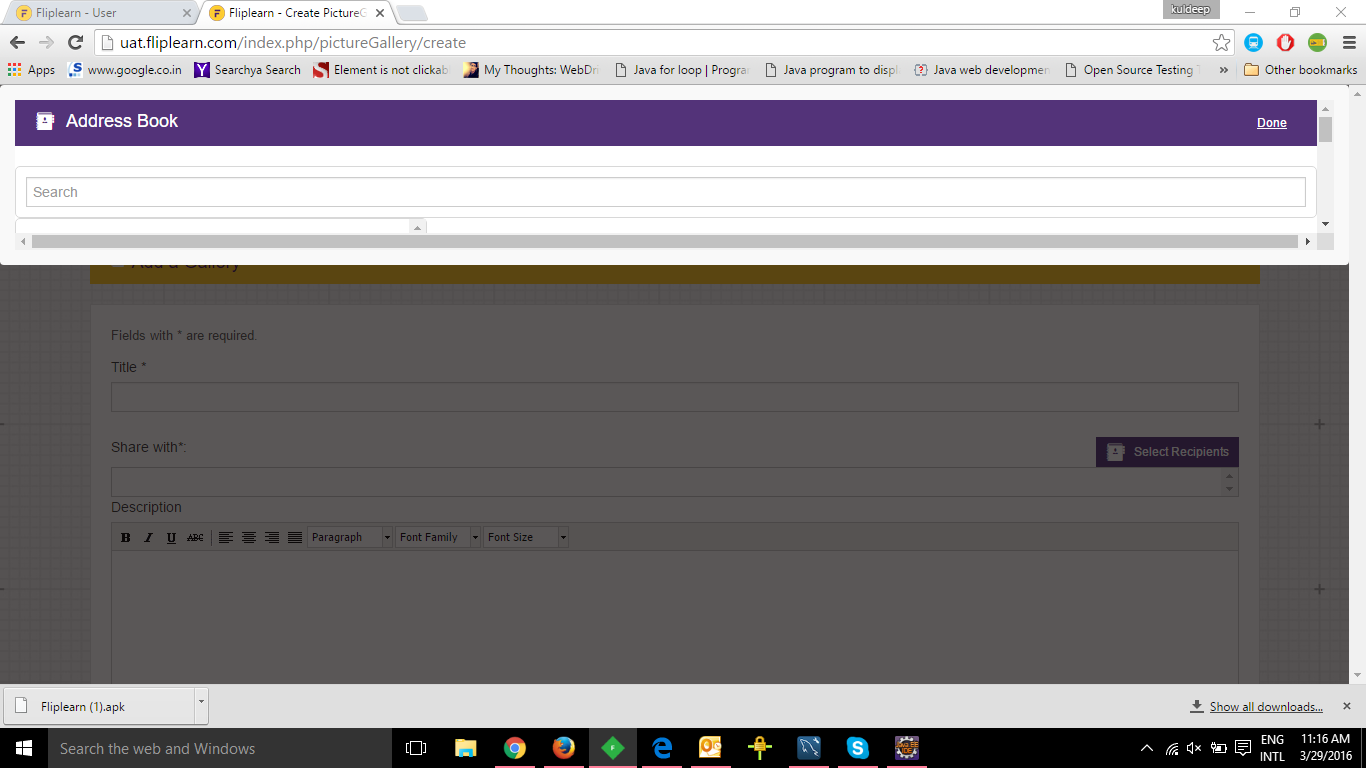 Fliplearn - User
Fliplearn - Create PictureG
kuldeep
uat.fliplearn.com/index.php/pictureGallery/create
Apps
www.google.co.in
Searchya Search
Element is not clickab
My Thoughts: WebDri
Java for loop | Progra
Java program to displ
Java web developmen
Open Source Testing T
»
Other bookmarks
Address Book
Done
Search
Add a Gallery
Fields with * are required.
Title *
Share with*:
Select Recipients
Description
B I U ABC Paragraph Font Family Font Size
Fliplearn (1).apk
Show all downloads...
Search the web and Windows
ENG
INTL
11:16 AM
3/29/2016